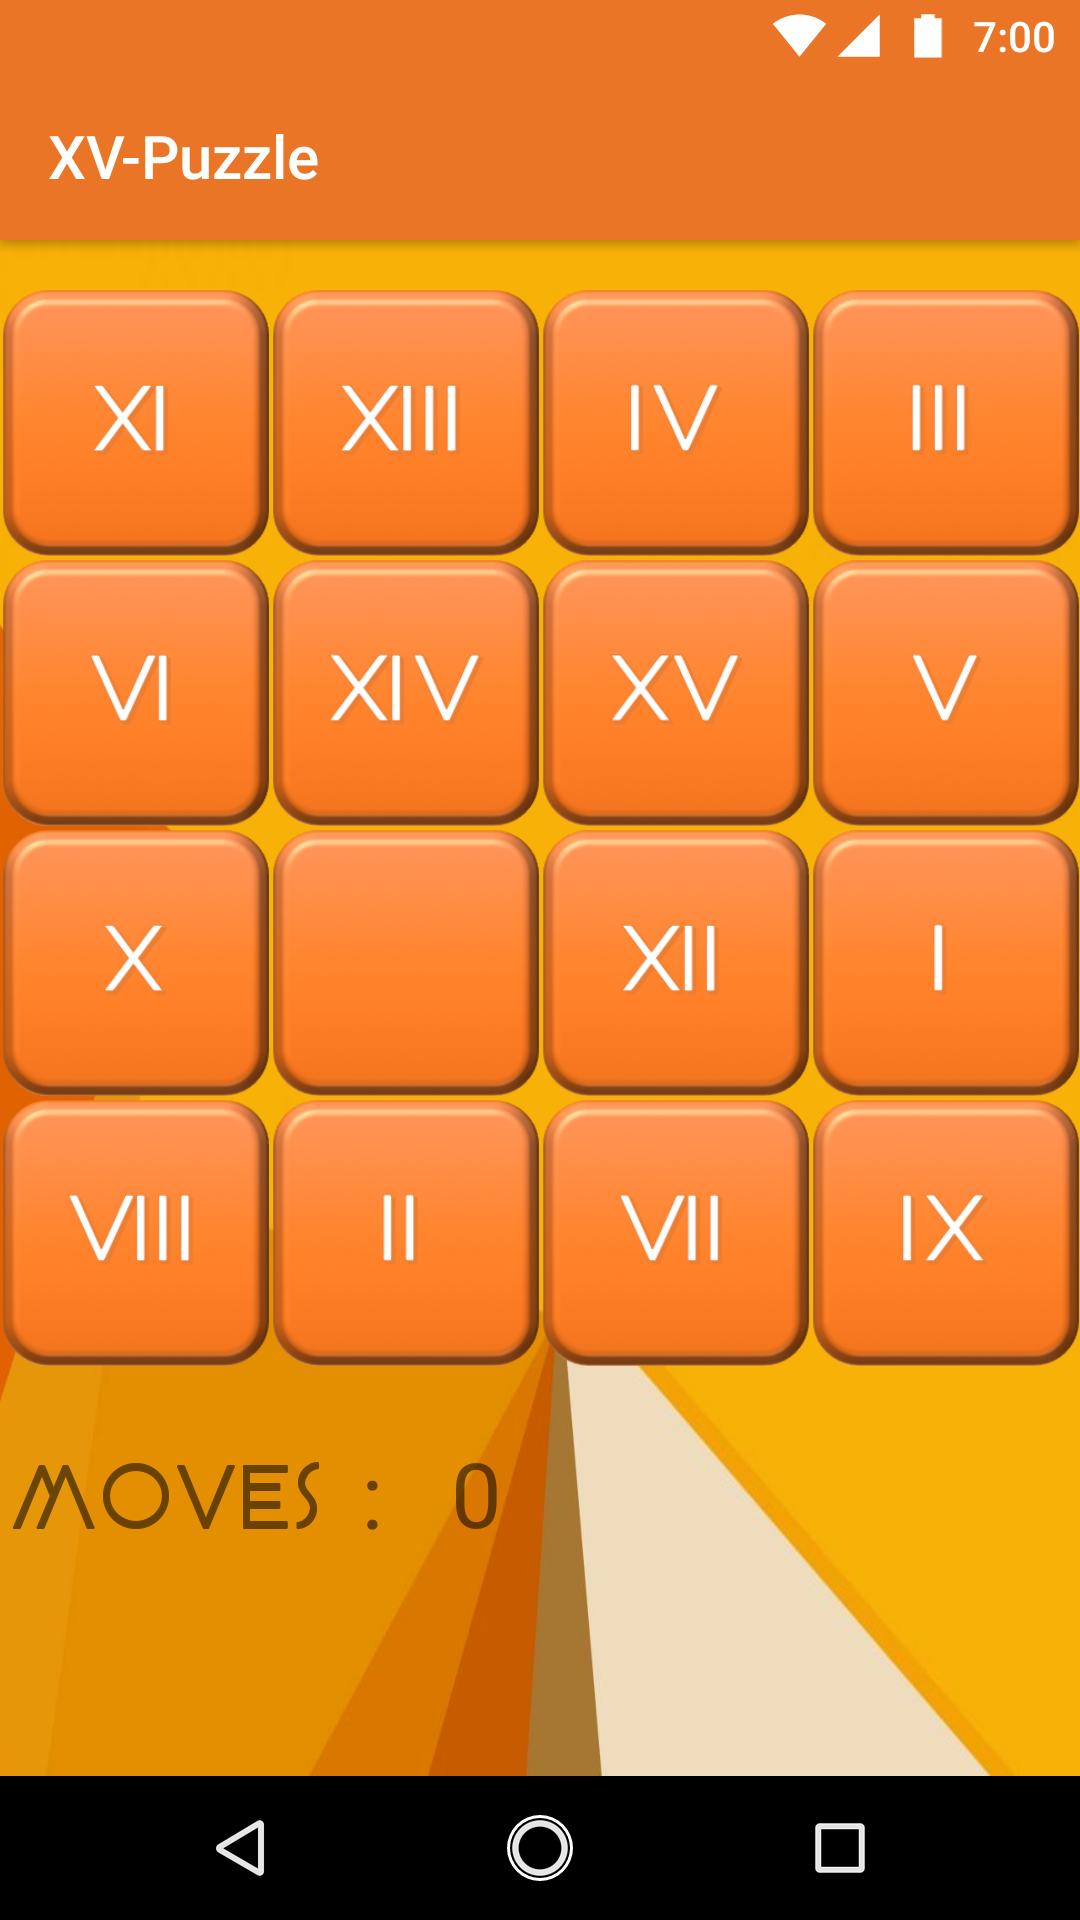 7:00
XV-Puzzle
XI XIII IV III
VI XIV XV V
X XII I
VIII II VII IX
MOVES : 0